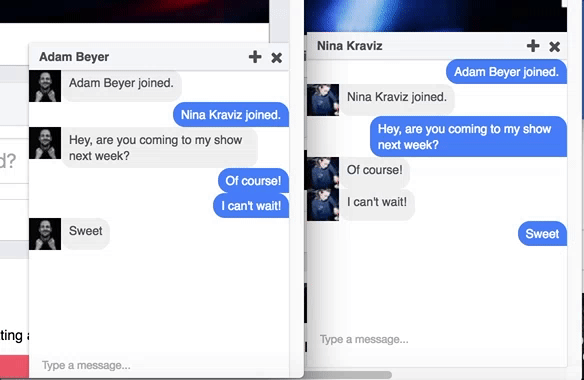 Adam Beyer
Adam Beyer joined.
Nina Kraviz joined.
Hey, are you coming to my show
next week?
Of course!
I can't wait!
Sweet
Type a message...
d?
ting a
Nina Kraviz
Adam Beyer joined.
Nina Kraviz joined.
Hey, are you coming to my show
next week?
Of course!
I can't wait!
Sweet
Type a message...